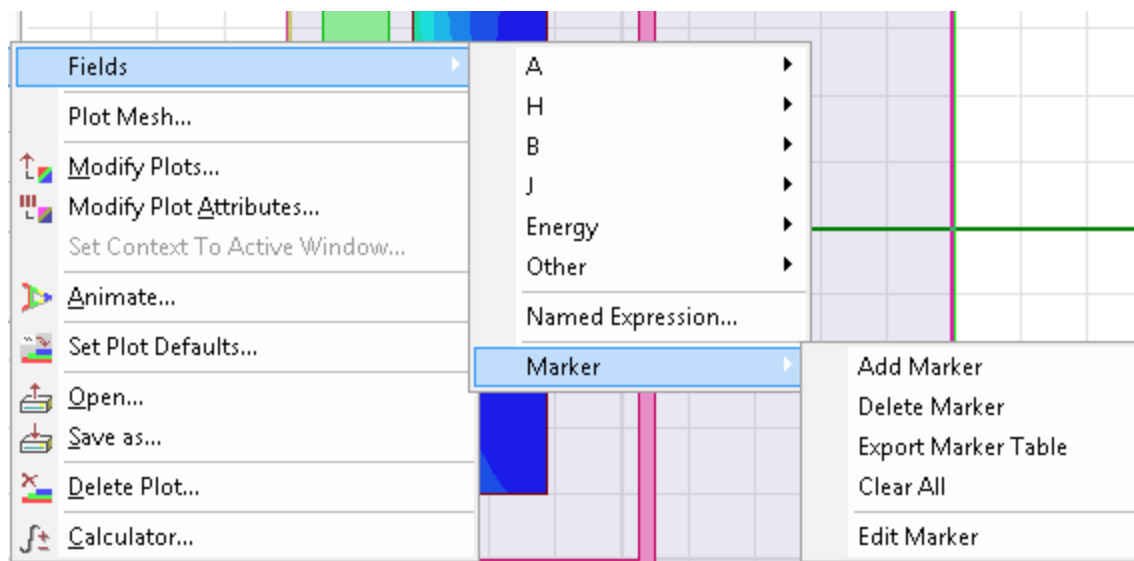 Fields
Plot Mesh...
Modify Plots...
Modify Plot Attributes...
Set Context To Active Window...
Animate...
Set Plot Defaults...
Open...
Save as...
Delete Plot...
Calculator...
A
H
B
J
Energy
Other
Named Expression...
Marker
Add Marker
Delete Marker
Export Marker Table
Clear All
Edit Marker